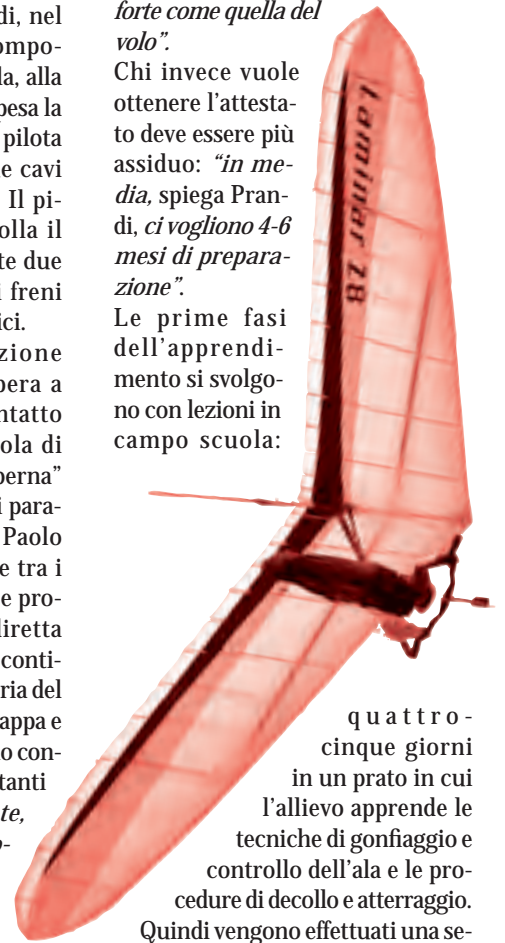 di, nel
ompo-
la, alla
pesa la
pilota
e cavi
Il pi-
olla il
te due
i freni
ici.
zione
pera a
ntatto
ola di
perna"
i para-
Paolo
e tra i
e pro-
diretta
conti-
ria del
appa e
o con-
tanti
te,
o-
forte come quella del
volo".
Chi invece vuole
ottenere l'attesta-
to deve essere più
assiduo: "in me-
dia, spiega Pran-
di, ci vogliono 4-6
mesi di prepara-
zione".
Le prime fasi
dell'apprendi-
mento si svolgo-
no con lezioni in
campo scuola:
quattro-
cinque giorni
in un prato in cui
l'allievo apprende le
tecniche di gonfiaggio e
controllo dell'ala e le pro-
cedure di decollo e atterraggio.
Quindi vengono effettuati una se-
Laminar Z8